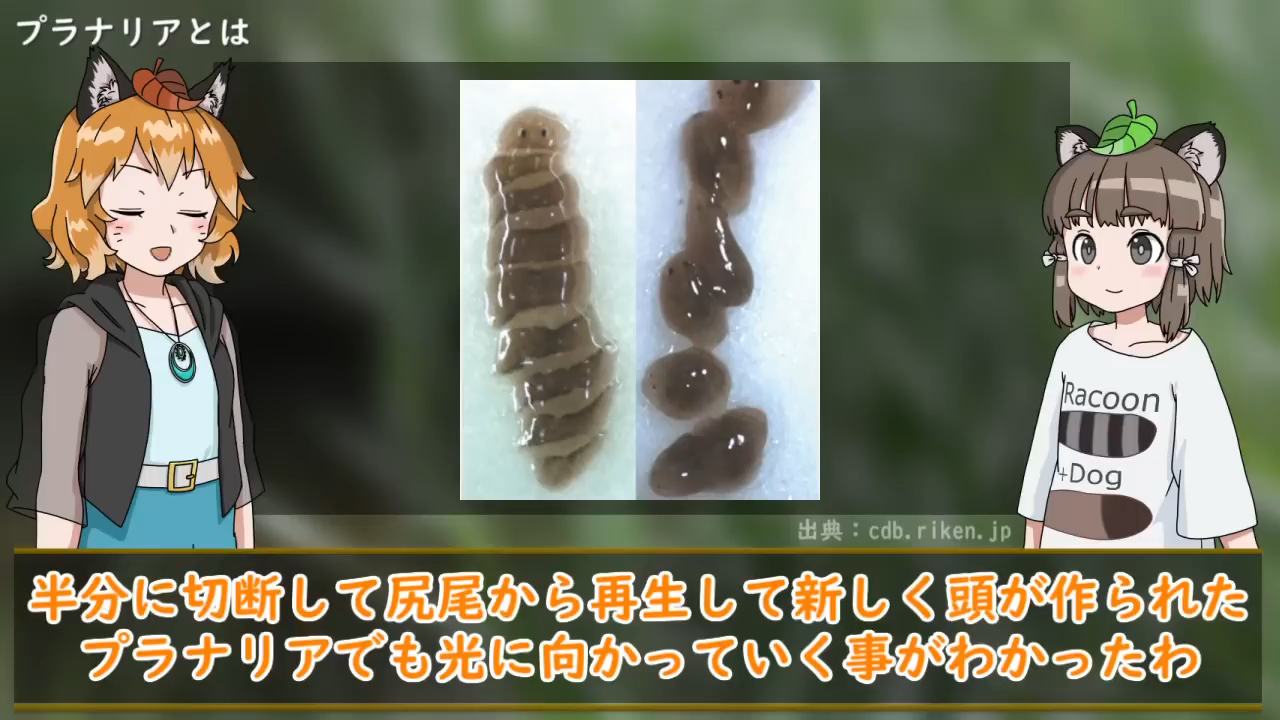 プラナリアとは
Racoon
+Dog
出典：cdb.riken.jp
半分に切断して尻尾から再生して新しく頭が作られた
プラナリアでも光に向かっていく事がわかったわ